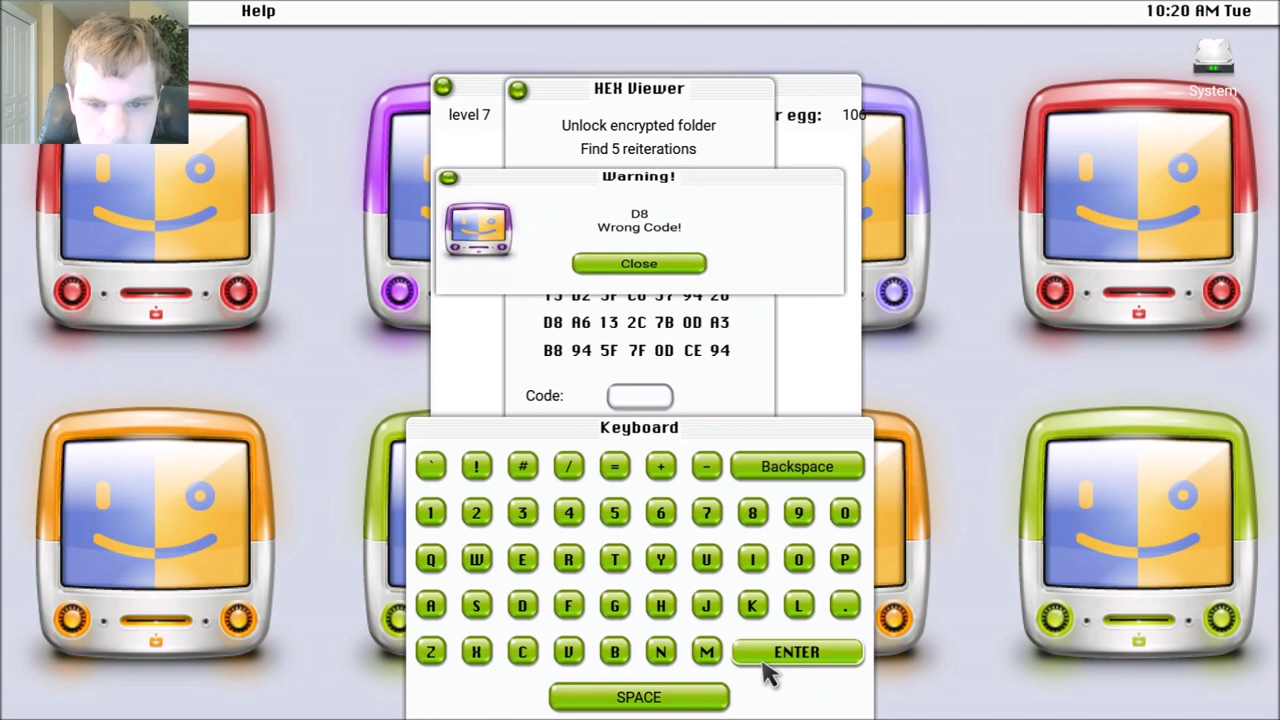 Help
10:20 AM Tue
System
HEX Viewer
level 7
r egg: 106
Unlock encrypted folder
Find 5 reiterations
Warning!
D8
Wrong Code!
Close
D8 A6 13 2C 7B 0D A3
B8 94 5F 7F 0D CE 94
Code:
Keyboard
` ! # / = + - Backspace
1 2 3 4 5 6 7 8 9 0
Q W E R T Y U I O P
A S D F G H J K L .
Z X C V B N M ENTER
SPACE